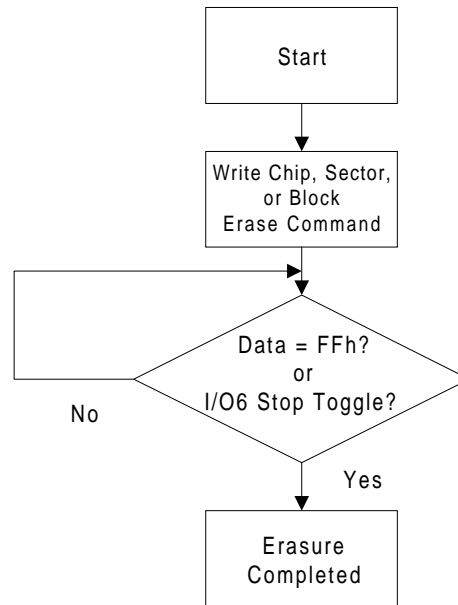 Start
Write Chip, Sector,
or Block
Erase Command
Data = FFh?
or
I/O6 Stop Toggle?
No
Yes
Erasure
Completed